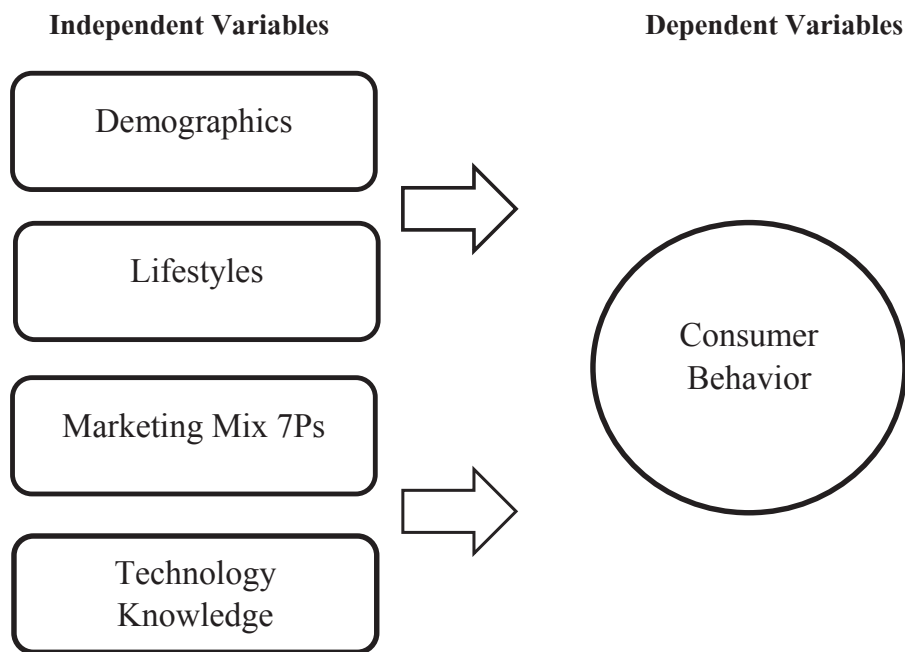 Independent Variables
Dependent Variables
Demographics
Lifestyles
Marketing Mix 7Ps
Technology
Knowledge
Consumer
Behavior